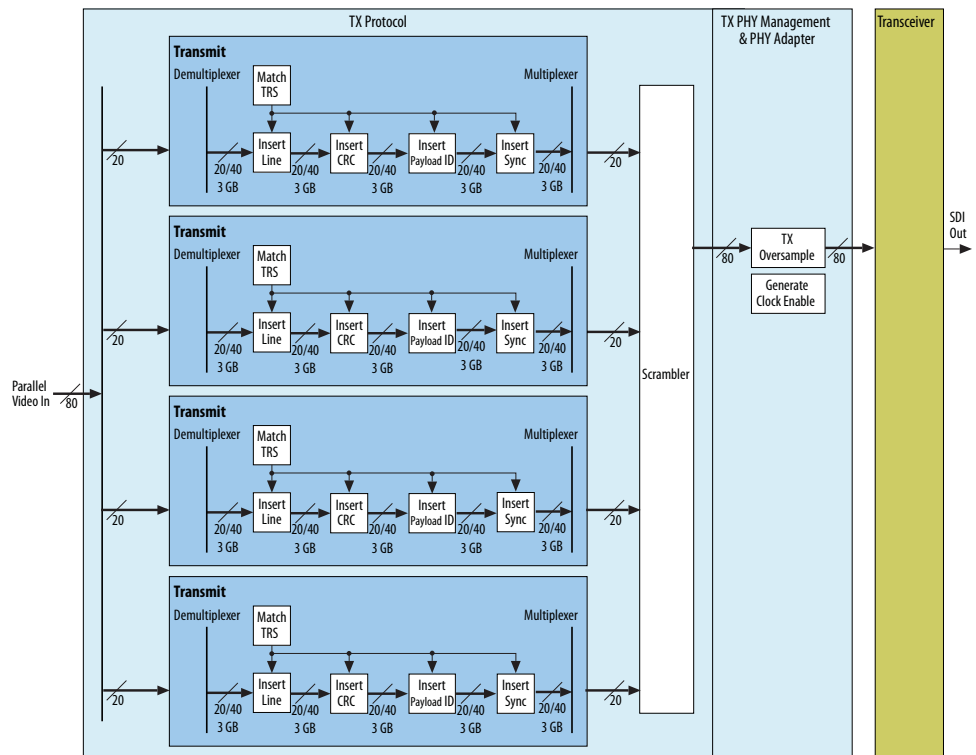 TX Protocol
TX PHY Management
& PHY Adapter
Transceiver
Transmit
Demultiplexer
Multiplexer
Match
TRS
Insert
Line
Insert
CRC
Insert
Payload ID
Insert
Sync
20
20/40
3 GB
20/40
3 GB
20/40
3 GB
20/40
3 GB
20/40
3 GB
20
Transmit
Demultiplexer
Multiplexer
Match
TRS
Insert
Line
Insert
CRC
Insert
Payload ID
Insert
Sync
20
20/40
3 GB
20/40
3 GB
20/40
3 GB
20/40
3 GB
20/40
3 GB
20
Parallel
Video In
80
Scrambler
80
TX
Oversample
80
Generate
Clock Enable
SDI
Out
Transmit
Demultiplexer
Multiplexer
Match
TRS
Insert
Line
Insert
CRC
Insert
Payload ID
Insert
Sync
20
20/40
3 GB
20/40
3 GB
20/40
3 GB
20/40
3 GB
20/40
3 GB
20
Transmit
Demultiplexer
Multiplexer
Match
TRS
Insert
Line
Insert
CRC
Insert
Payload ID
Insert
Sync
20
20/40
3 GB
20/40
3 GB
20/40
3 GB
20/40
3 GB
20/40
3 GB
20